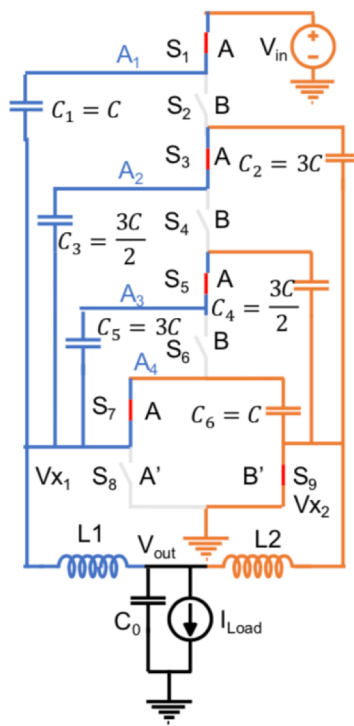 A₁ S₁ A Vin
C₁ = C S₂ B
S₃ A C₂ = 3C
A₂
C₃ = 3C/2 S₄ B
S₅ A C₄ = 3C/2
A₃
C₅ = 3C S₆ B
A₄
S₇ A C₆ = C
Vx₁ S₈ A' B' S₉
Vx₂
L1 Vout L2
C₀ ILoad